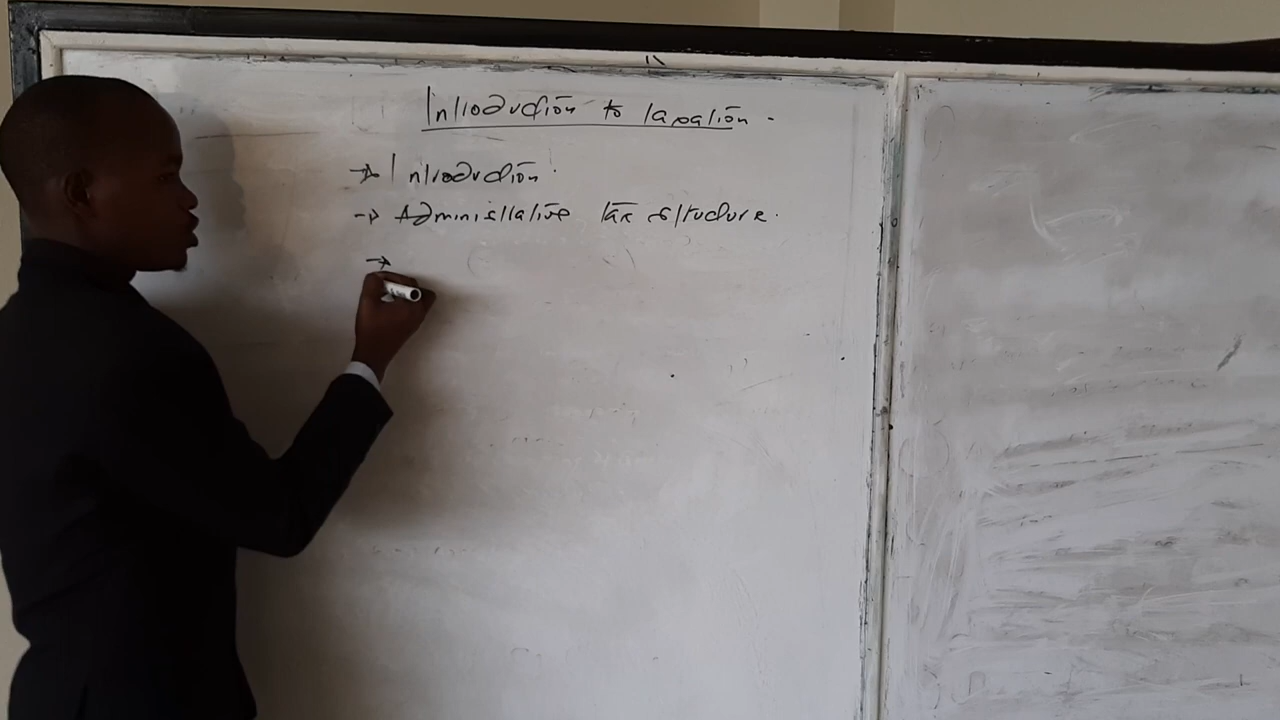 Introduction to Taxation.
→ Introduction.
→ Administrative tax structure.
→